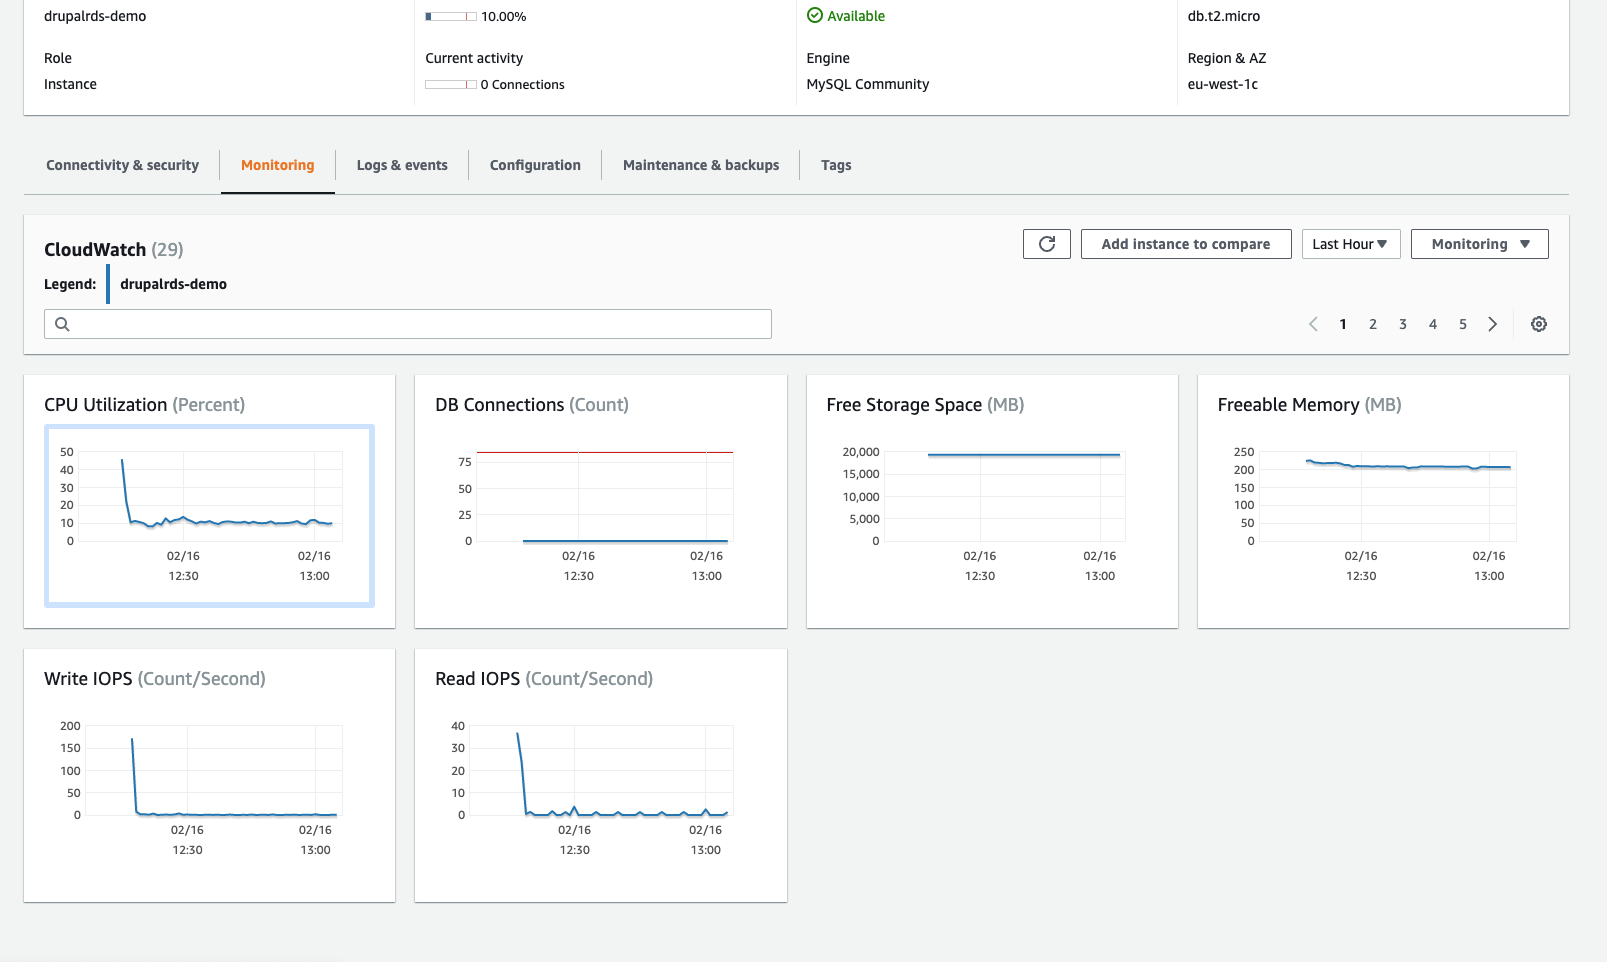 drupalrds-demo
10.00%
Available
db.t2.micro
Role
Current activity
Engine
Region & AZ
Instance
0 Connections
MySQL Community
eu-west-1c
Connectivity & security
Monitoring
Logs & events
Configuration
Maintenance & backups
Tags
CloudWatch (29)
Add instance to compare
Last Hour
Monitoring
Legend:
drupalrds-demo
1 2 3 4 5
CPU Utilization (Percent)
50
40
30
20
10
0
02/16 02/16
12:30 13:00
DB Connections (Count)
75
50
25
0
02/16 02/16
12:30 13:00
Free Storage Space (MB)
20,000
15,000
10,000
5,000
0
02/16 02/16
12:30 13:00
Freeable Memory (MB)
250
200
150
100
50
0
02/16 02/16
12:30 13:00
Write IOPS (Count/Second)
200
150
100
50
0
02/16 02/16
12:30 13:00
Read IOPS (Count/Second)
40
30
20
10
0
02/16 02/16
12:30 13:00